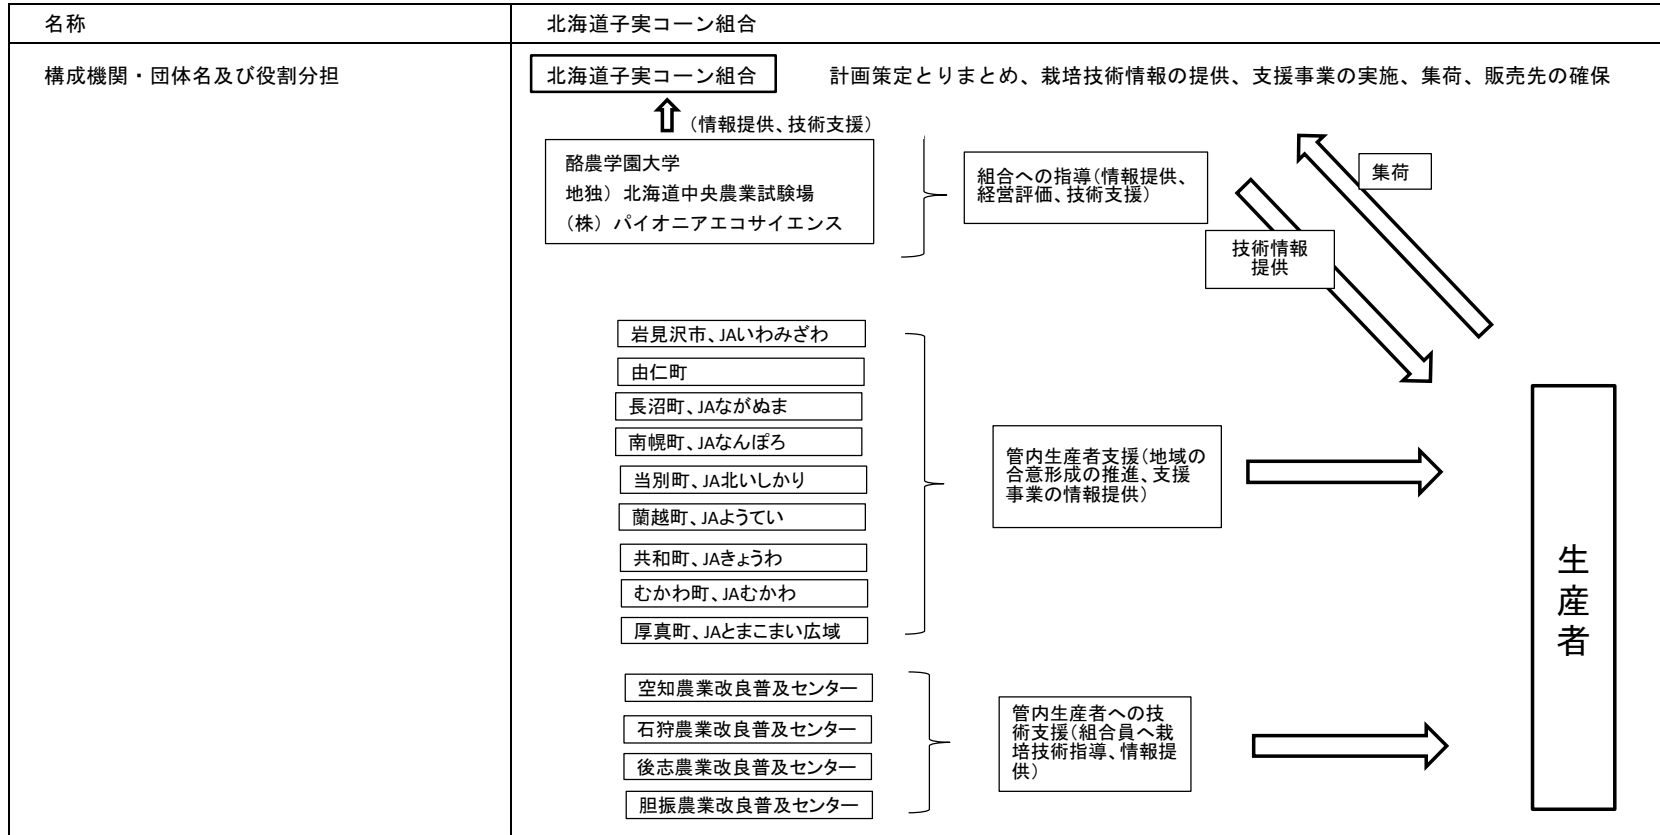 名称
北海道子実コーン組合
構成機関・団体名及び役割分担
北海道子実コーン組合
計画策定とりまとめ、栽培技術情報の提供、支援事業の実施、集荷、販売先の確保
（情報提供、技術支援）
酪農学園大学
地独）北海道中央農業試験場
（株）パイオニアエコサイエンス
組合への指導（情報提供、
経営評価、技術支援）
集荷
技術情報
提供
岩見沢市、JAいわみざわ
由仁町
長沼町、JAながぬま
南幌町、JAなんぽろ
当別町、JA北いしかり
蘭越町、JAようてい
共和町、JAきょうわ
むかわ町、JAむかわ
厚真町、JAとまこまい広域
管内生産者支援（地域の
合意形成の推進、支援
事業の情報提供）
生産者
空知農業改良普及センター
石狩農業改良普及センター
後志農業改良普及センター
胆振農業改良普及センター
管内生産者への技
術支援（組合員へ栽
培技術指導、情報提
供）